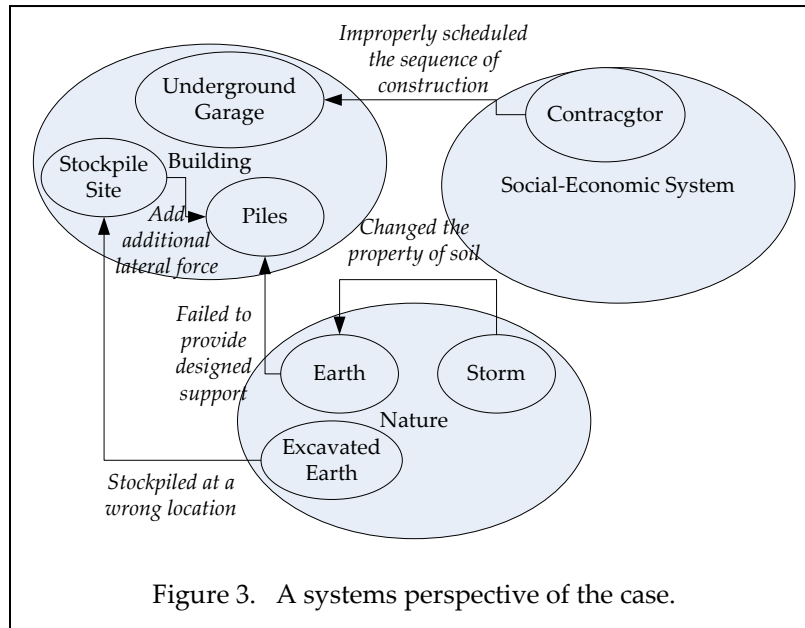 Improperly scheduled
the sequence of
construction
Underground
Garage
Contracgtor
Stockpile
Site
Building
Piles
Social-Economic System
Add
additional
lateral force
Changed the
property of soil
Failed to
provide
designed
support
Earth
Storm
Nature
Excavated
Earth
Stockpiled at a
wrong location
Figure 3. A systems perspective of the case.